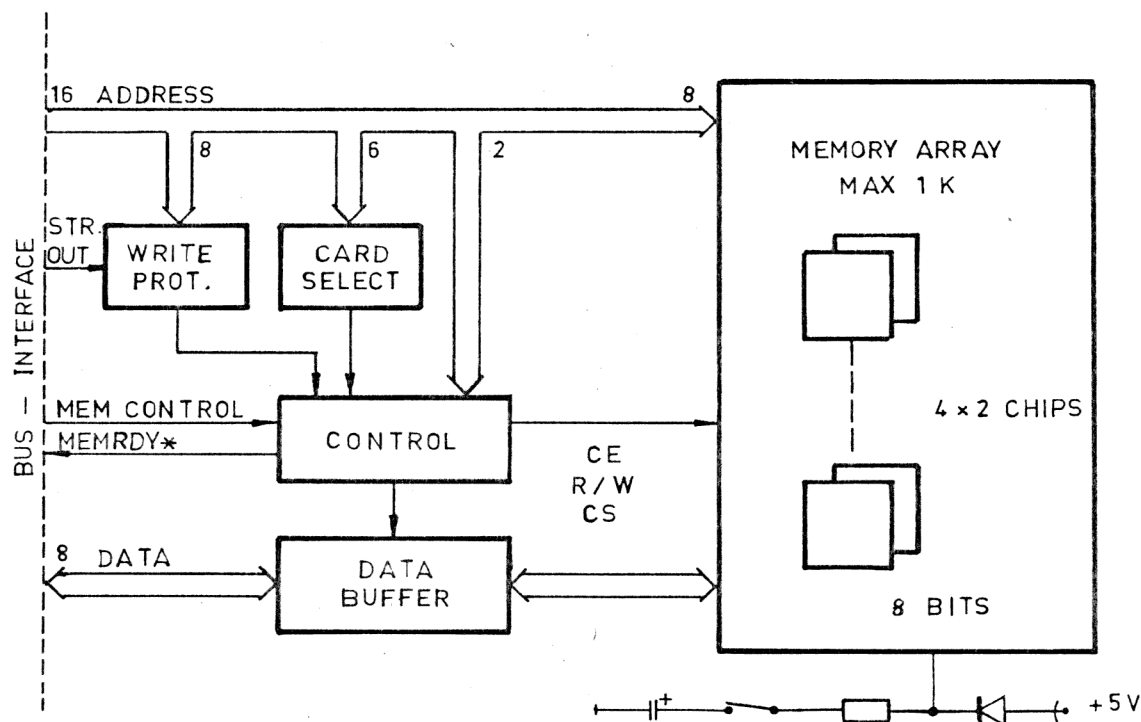 16 ADDRESS
8
8
6
2
MEMORY ARRAY
MAX 1 K
STR.
OUT
WRITE
PROT.
CARD
SELECT
BUS – INTERFACE
MEM CONTROL
MEMRDY*
CONTROL
CE
R/W
CS
4 × 2 CHIPS
8 DATA
DATA
BUFFER
8 BITS
+
+5V